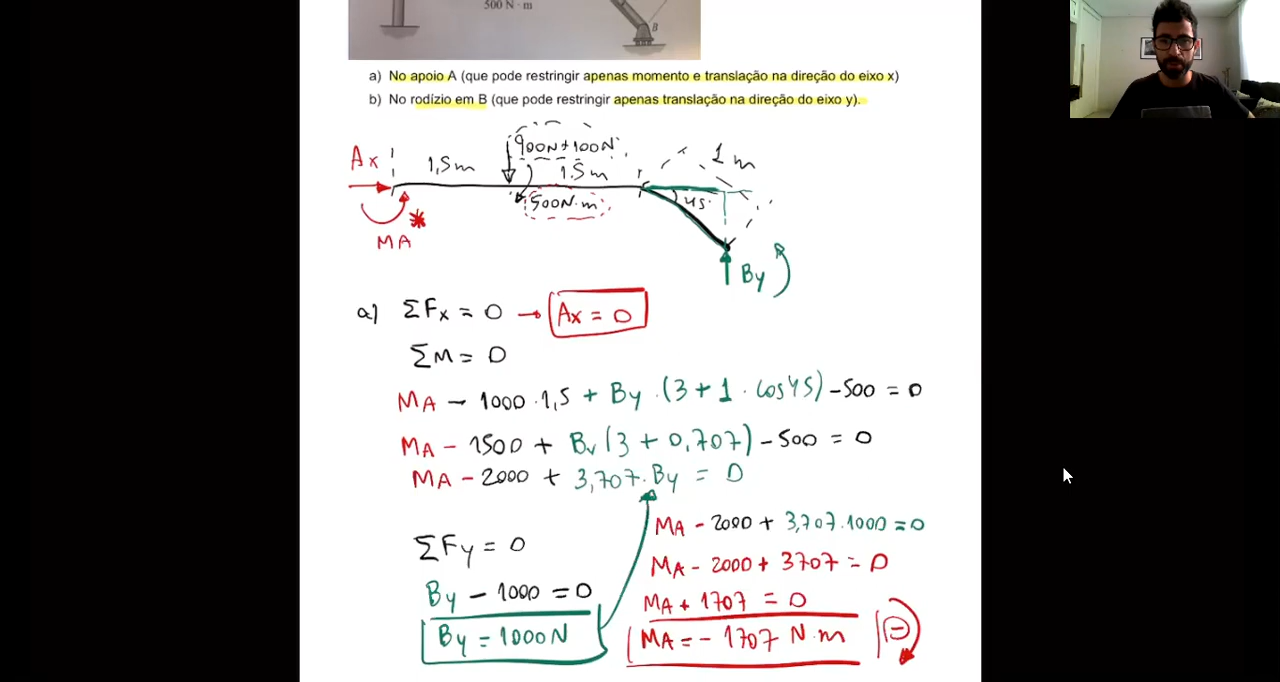 500 N · m
B
a) No apoio A (que pode restringir apenas momento e translação na direção do eixo x)
b) No rodízio em B (que pode restringir apenas translação na direção do eixo y).
900N+100N
Ax 1,5m 1.5m 1m
500N.m 45°
MA
By
a) ΣFx = 0 → Ax = 0
ΣM = 0
MA - 1000 · 1,5 + By · (3 + 1 · cos45) - 500 = 0
MA - 1500 + By (3 + 0,707) - 500 = 0
MA - 2000 + 3,707. By = 0
ΣFy = 0
By - 1000 = 0
By = 1000N
MA - 2000 + 3,707.1000 = 0
MA - 2000 + 3707 = 0
MA + 1707 = 0
MA = - 1707 N.m (-)